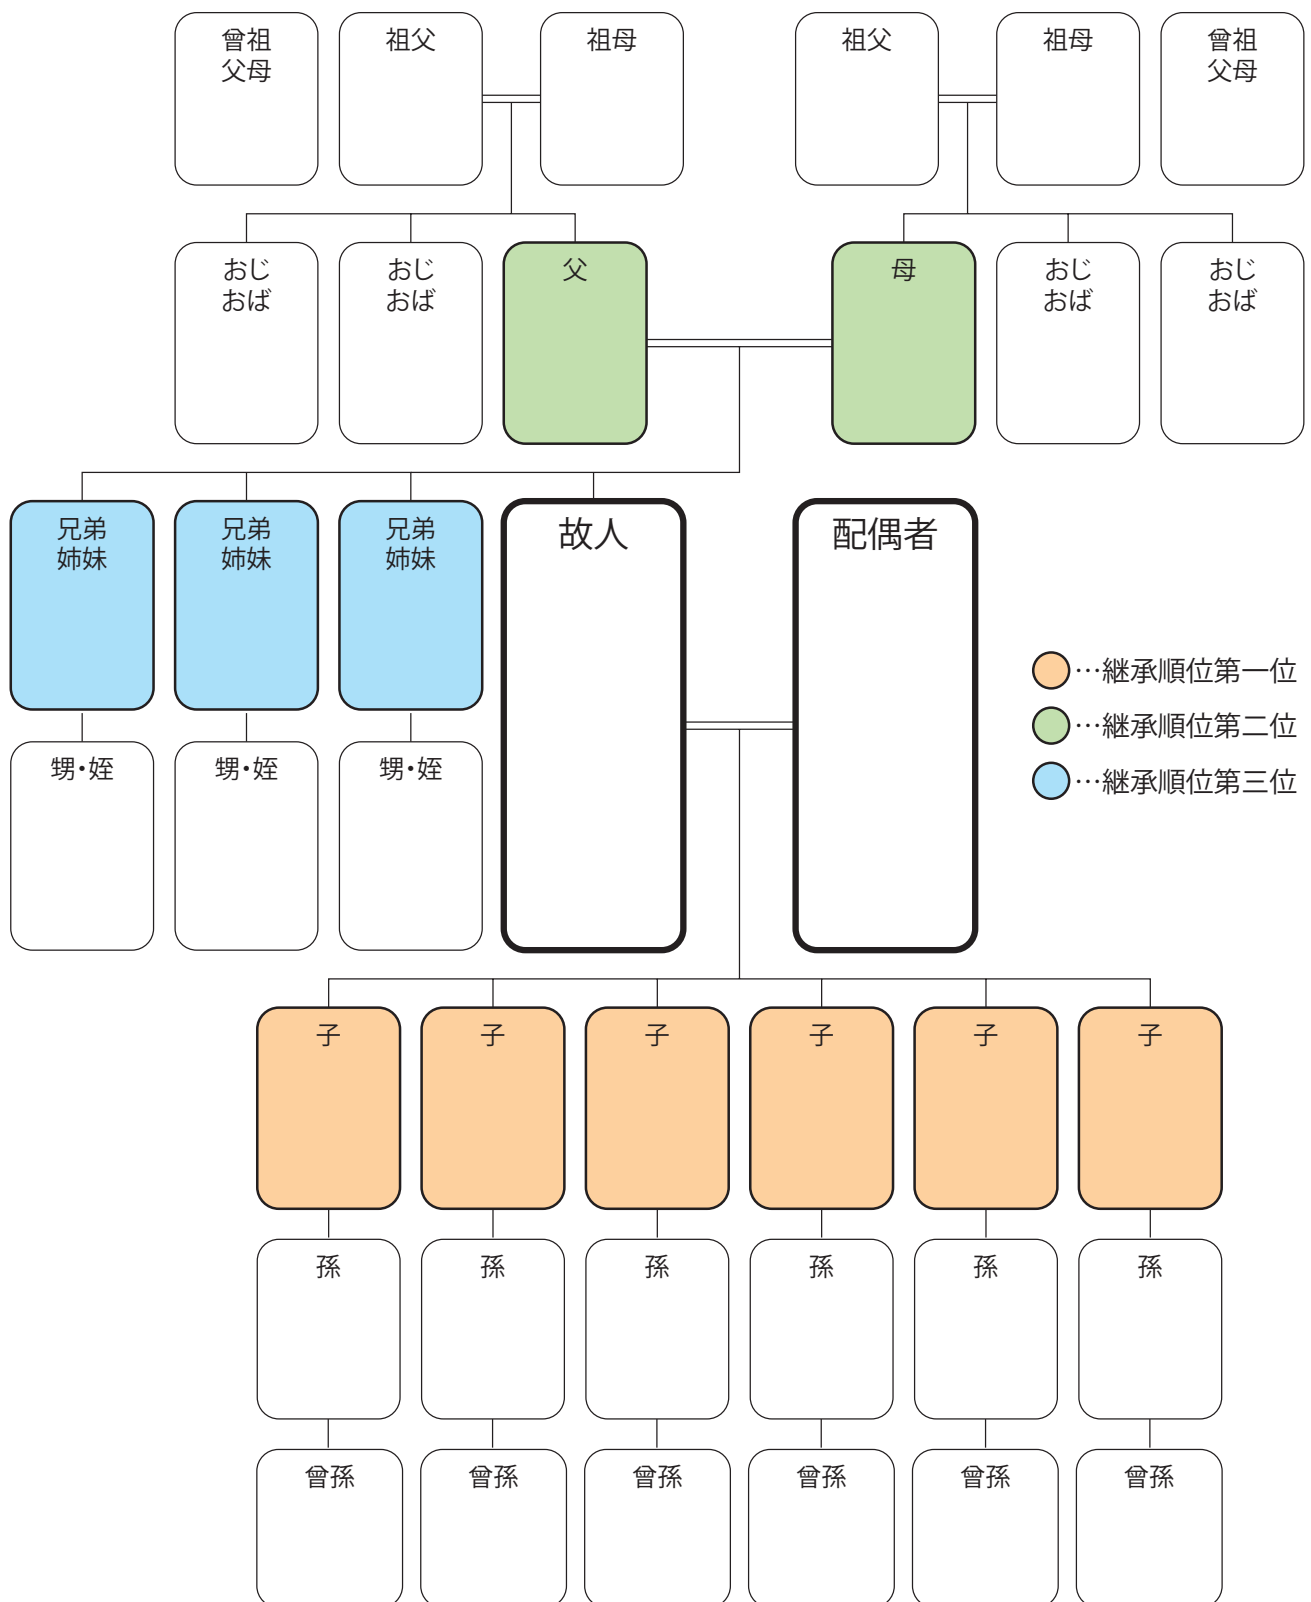 曾祖
父母
祖父
祖母
祖父
祖母
曾祖
父母
おじ
おば
おじ
おば
父
母
おじ
おば
おじ
おば
兄弟
姉妹
兄弟
姉妹
兄弟
姉妹
故人
配偶者
…継承順位第一位
…継承順位第二位
…継承順位第三位
甥・姪
甥・姪
甥・姪
子
子
子
子
子
子
孫
孫
孫
孫
孫
孫
曾孫
曾孫
曾孫
曾孫
曾孫
曾孫